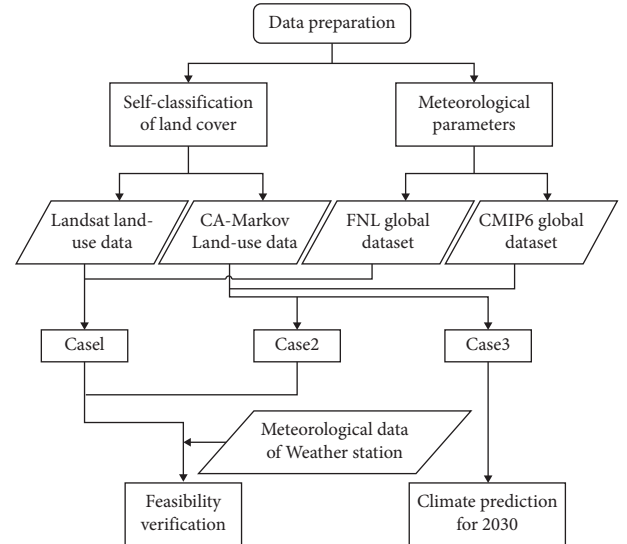 Data preparation
Self-classification
of land cover
Meteorological
parameters
Landsat land-
use data
CA-Markov
Land-use data
FNL global
dataset
CMIP6 global
dataset
Casel
Case2
Case3
Meteorological data
of Weather station
Feasibility
verification
Climate prediction
for 2030